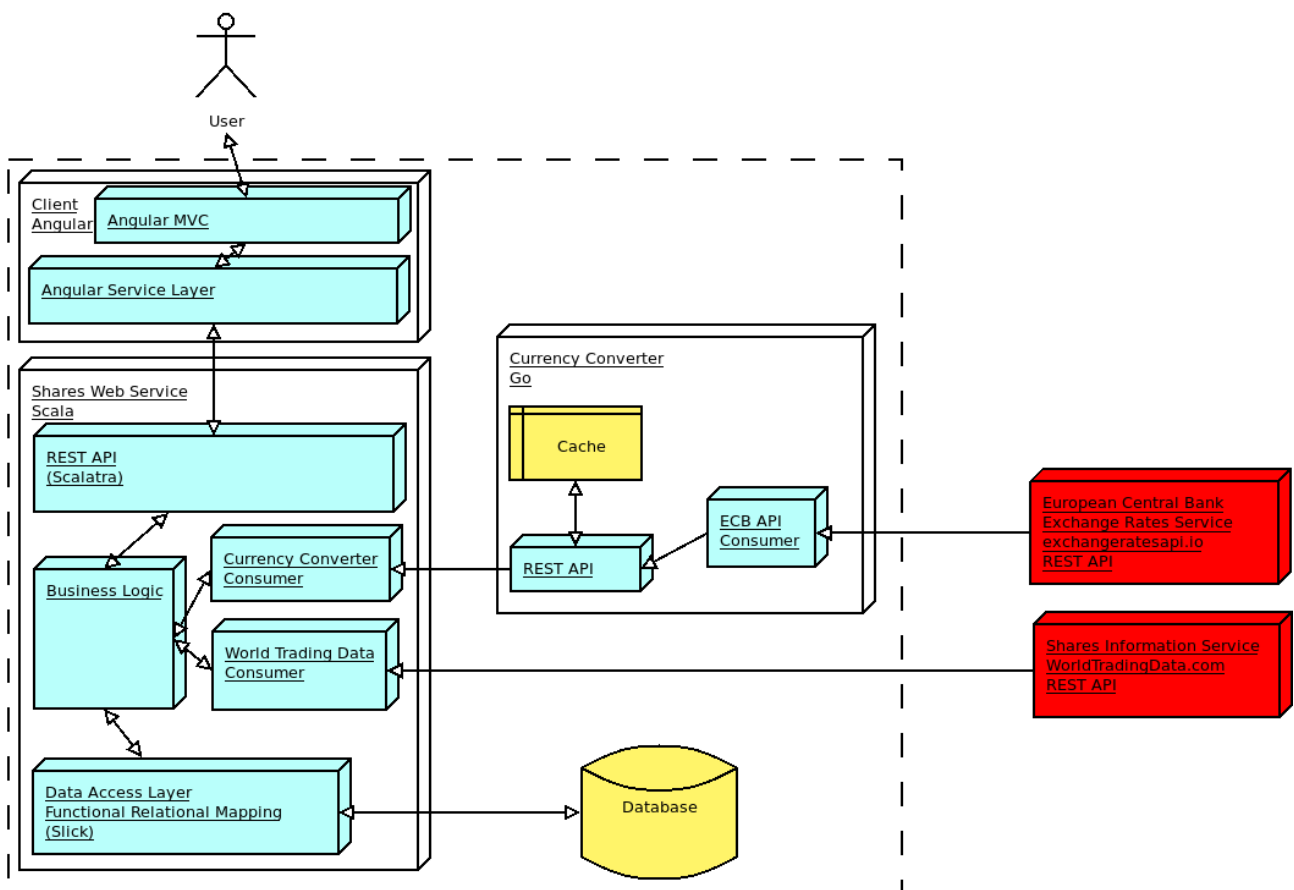 User
Client
Angular
Angular MVC
Angular Service Layer
Shares Web Service
Scala
REST API
(Scalatra)
Business Logic
Currency Converter
Consumer
World Trading Data
Consumer
Data Access Layer
Functional Relational Mapping
(Slick)
Currency Converter
Go
Cache
REST API
ECB API
Consumer
Database
European Central Bank
Exchange Rates Service
exchangeratesapi.io
REST API
Shares Information Service
WorldTradingData.com
REST API